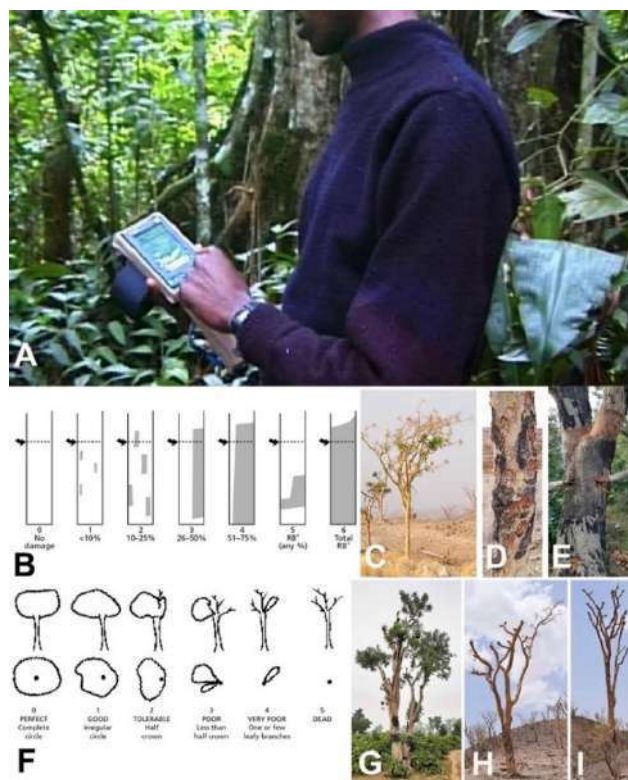 A
0 1 2 3 4 5 6
No damage <10% 10–25% 26–50% 51–75% RB⁺ (any %) Total RB⁺
B
C
D
E
0 1 2 3 4 5
PERFECT GOOD TOLERABLE POOR VERY POOR DEAD
Complete circle Irregular circle Half crown Less than half crown One or few leafy branches
F
G
H
I